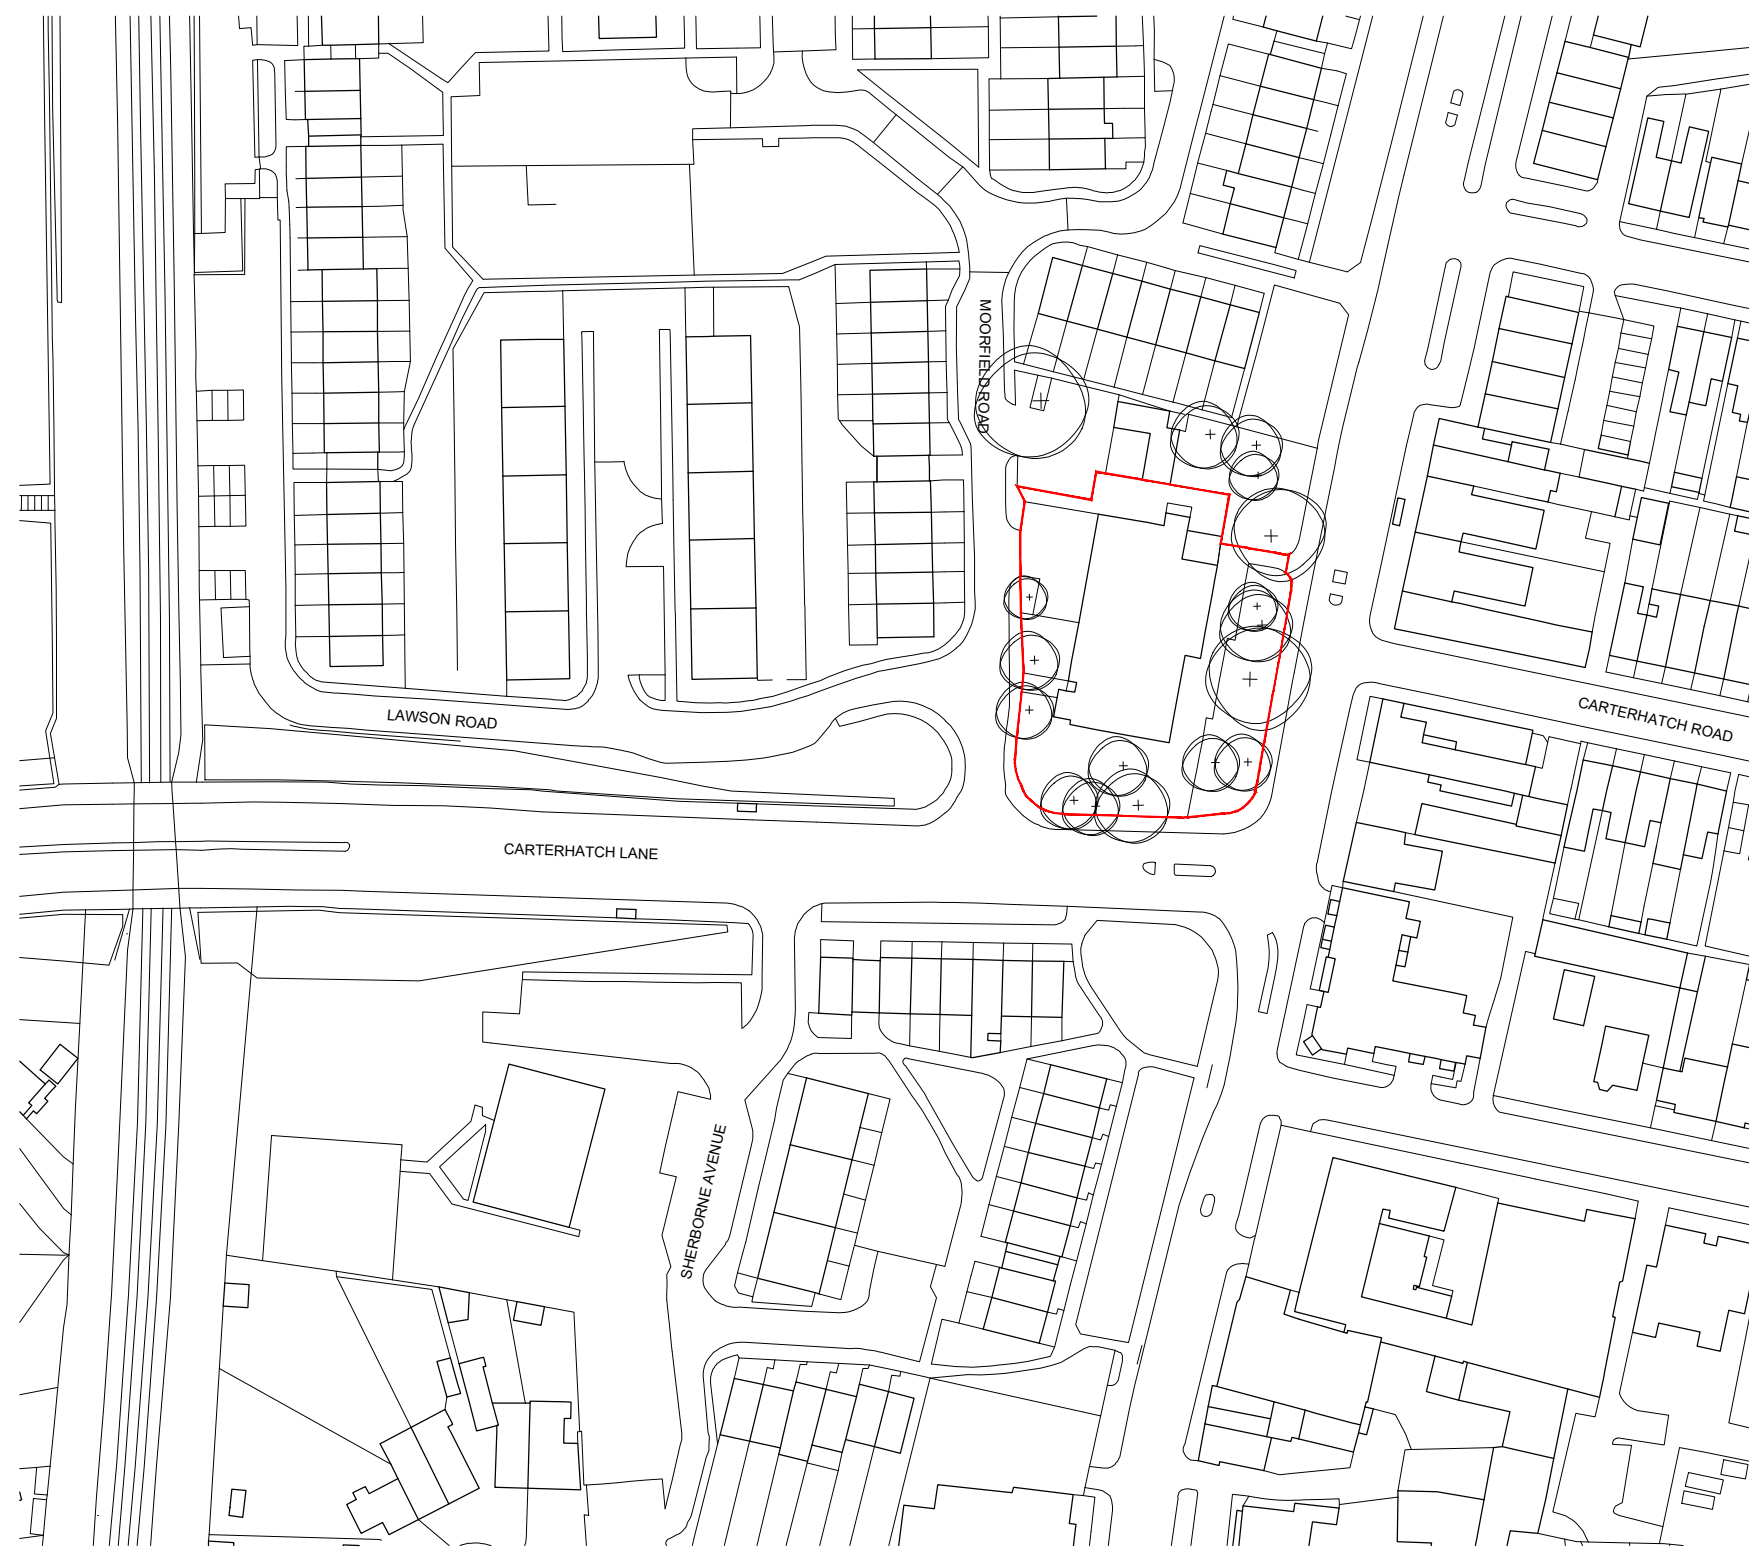 MOORFIELD ROAD
LAWSON ROAD
CARTERHATCH ROAD
CARTERHATCH LANE
SHERBORNE AVENUE